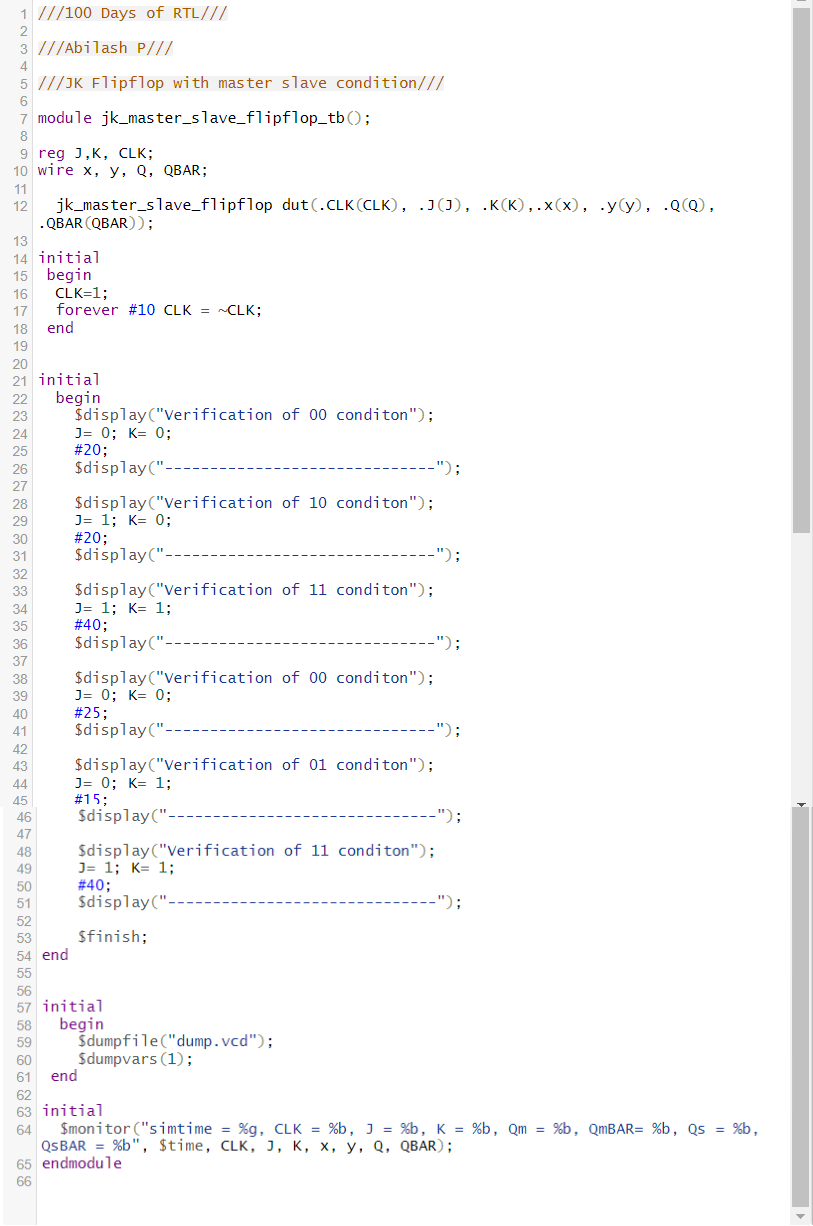 1 ///100 Days of RTL///
2
3 ///Abilash P///
4
5 ///JK Flipflop with master slave condition///
6
7 module jk_master_slave_flipflop_tb();
8
9 reg J,K, CLK;
10 wire x, y, Q, QBAR;
11
12 jk_master_slave_flipflop dut(.CLK(CLK), .J(J), .K(K),.x(x), .y(y), .Q(Q),
.QBAR(QBAR));
13
14 initial
15 begin
16 CLK=1;
17 forever #10 CLK = ~CLK;
18 end
19
20
21 initial
22 begin
23 $display("Verification of 00 conditon");
24 J= 0; K= 0;
25 #20;
26 $display("------------------------------");
27
28 $display("Verification of 10 conditon");
29 J= 1; K= 0;
30 #20;
31 $display("------------------------------");
32
33 $display("Verification of 11 conditon");
34 J= 1; K= 1;
35 #40;
36 $display("------------------------------");
37
38 $display("Verification of 00 conditon");
39 J= 0; K= 0;
40 #25;
41 $display("------------------------------");
42
43 $display("Verification of 01 conditon");
44 J= 0; K= 1;
45 #15;
46 $display("------------------------------");
47
48 $display("Verification of 11 conditon");
49 J= 1; K= 1;
50 #40;
51 $display("------------------------------");
52
53 $finish;
54 end
55
56
57 initial
58 begin
59 $dumpfile("dump.vcd");
60 $dumpvars(1);
61 end
62
63 initial
64 $monitor("simtime = %g, CLK = %b, J = %b, K = %b, Qm = %b, QmBAR= %b, Qs = %b,
QsBAR = %b", $time, CLK, J, K, x, y, Q, QBAR);
65 endmodule
66